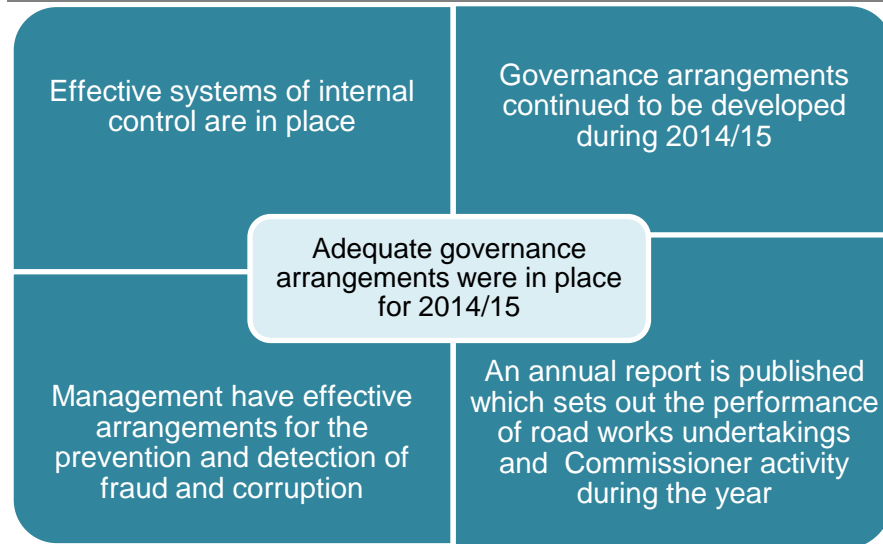 Effective systems of internal
control are in place
Governance arrangements
continued to be developed
during 2014/15
Adequate governance
arrangements were in place
for 2014/15
Management have effective
arrangements for the
prevention and detection of
fraud and corruption
An annual report is published
which sets out the performance
of road works undertakings
and  Commissioner activity
during the year